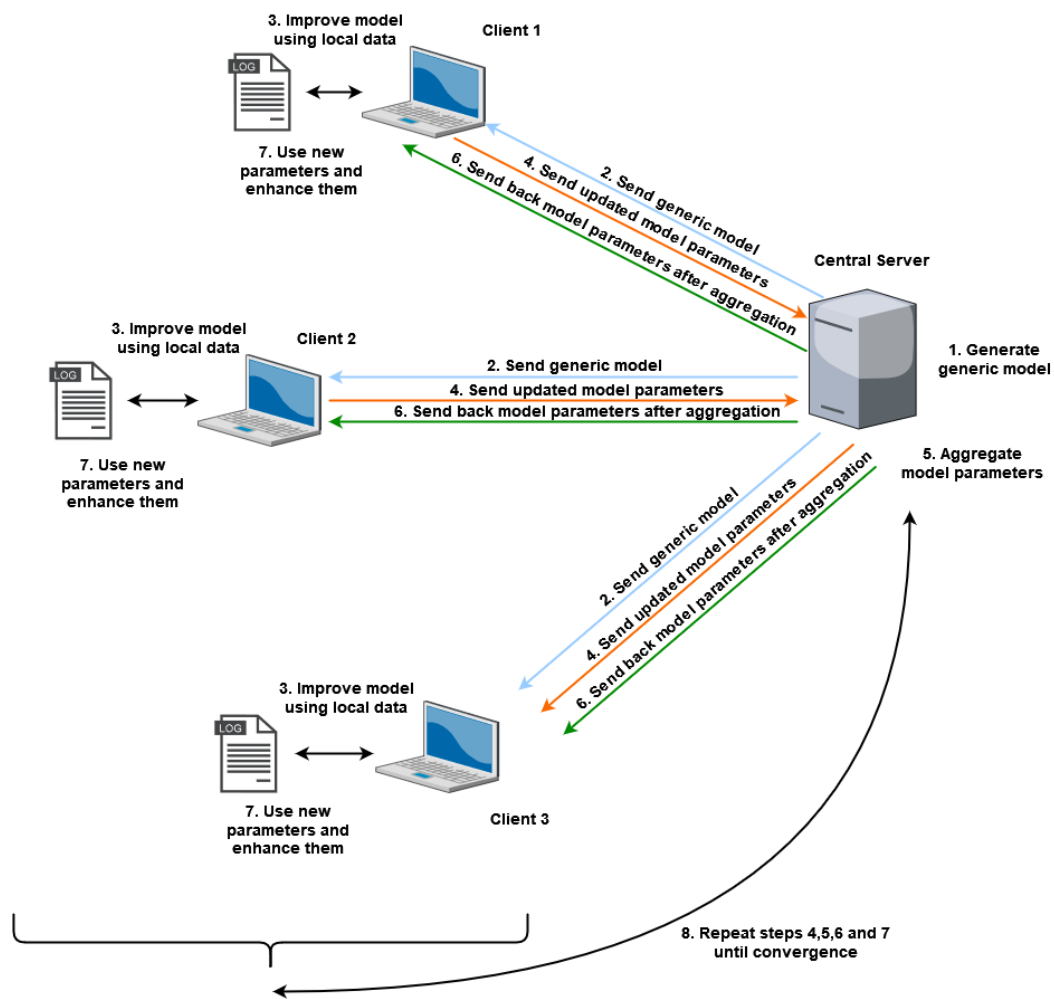 3. Improve model
using local data
Client 1
LOG
7. Use new
parameters and
enhance them
2. Send generic model
4. Send updated model parameters
6. Send back model parameters after aggregation
Central Server
1. Generate
generic model
5. Aggregate
model parameters
3. Improve model
using local data
Client 2
LOG
7. Use new
parameters and
enhance them
2. Send generic model
4. Send updated model parameters
6. Send back model parameters after aggregation
2. Send generic model
4. Send updated model parameters
6. Send back model parameters after aggregation
3. Improve model
using local data
LOG
7. Use new
parameters and
enhance them
Client 3
8. Repeat steps 4,5,6 and 7
until convergence